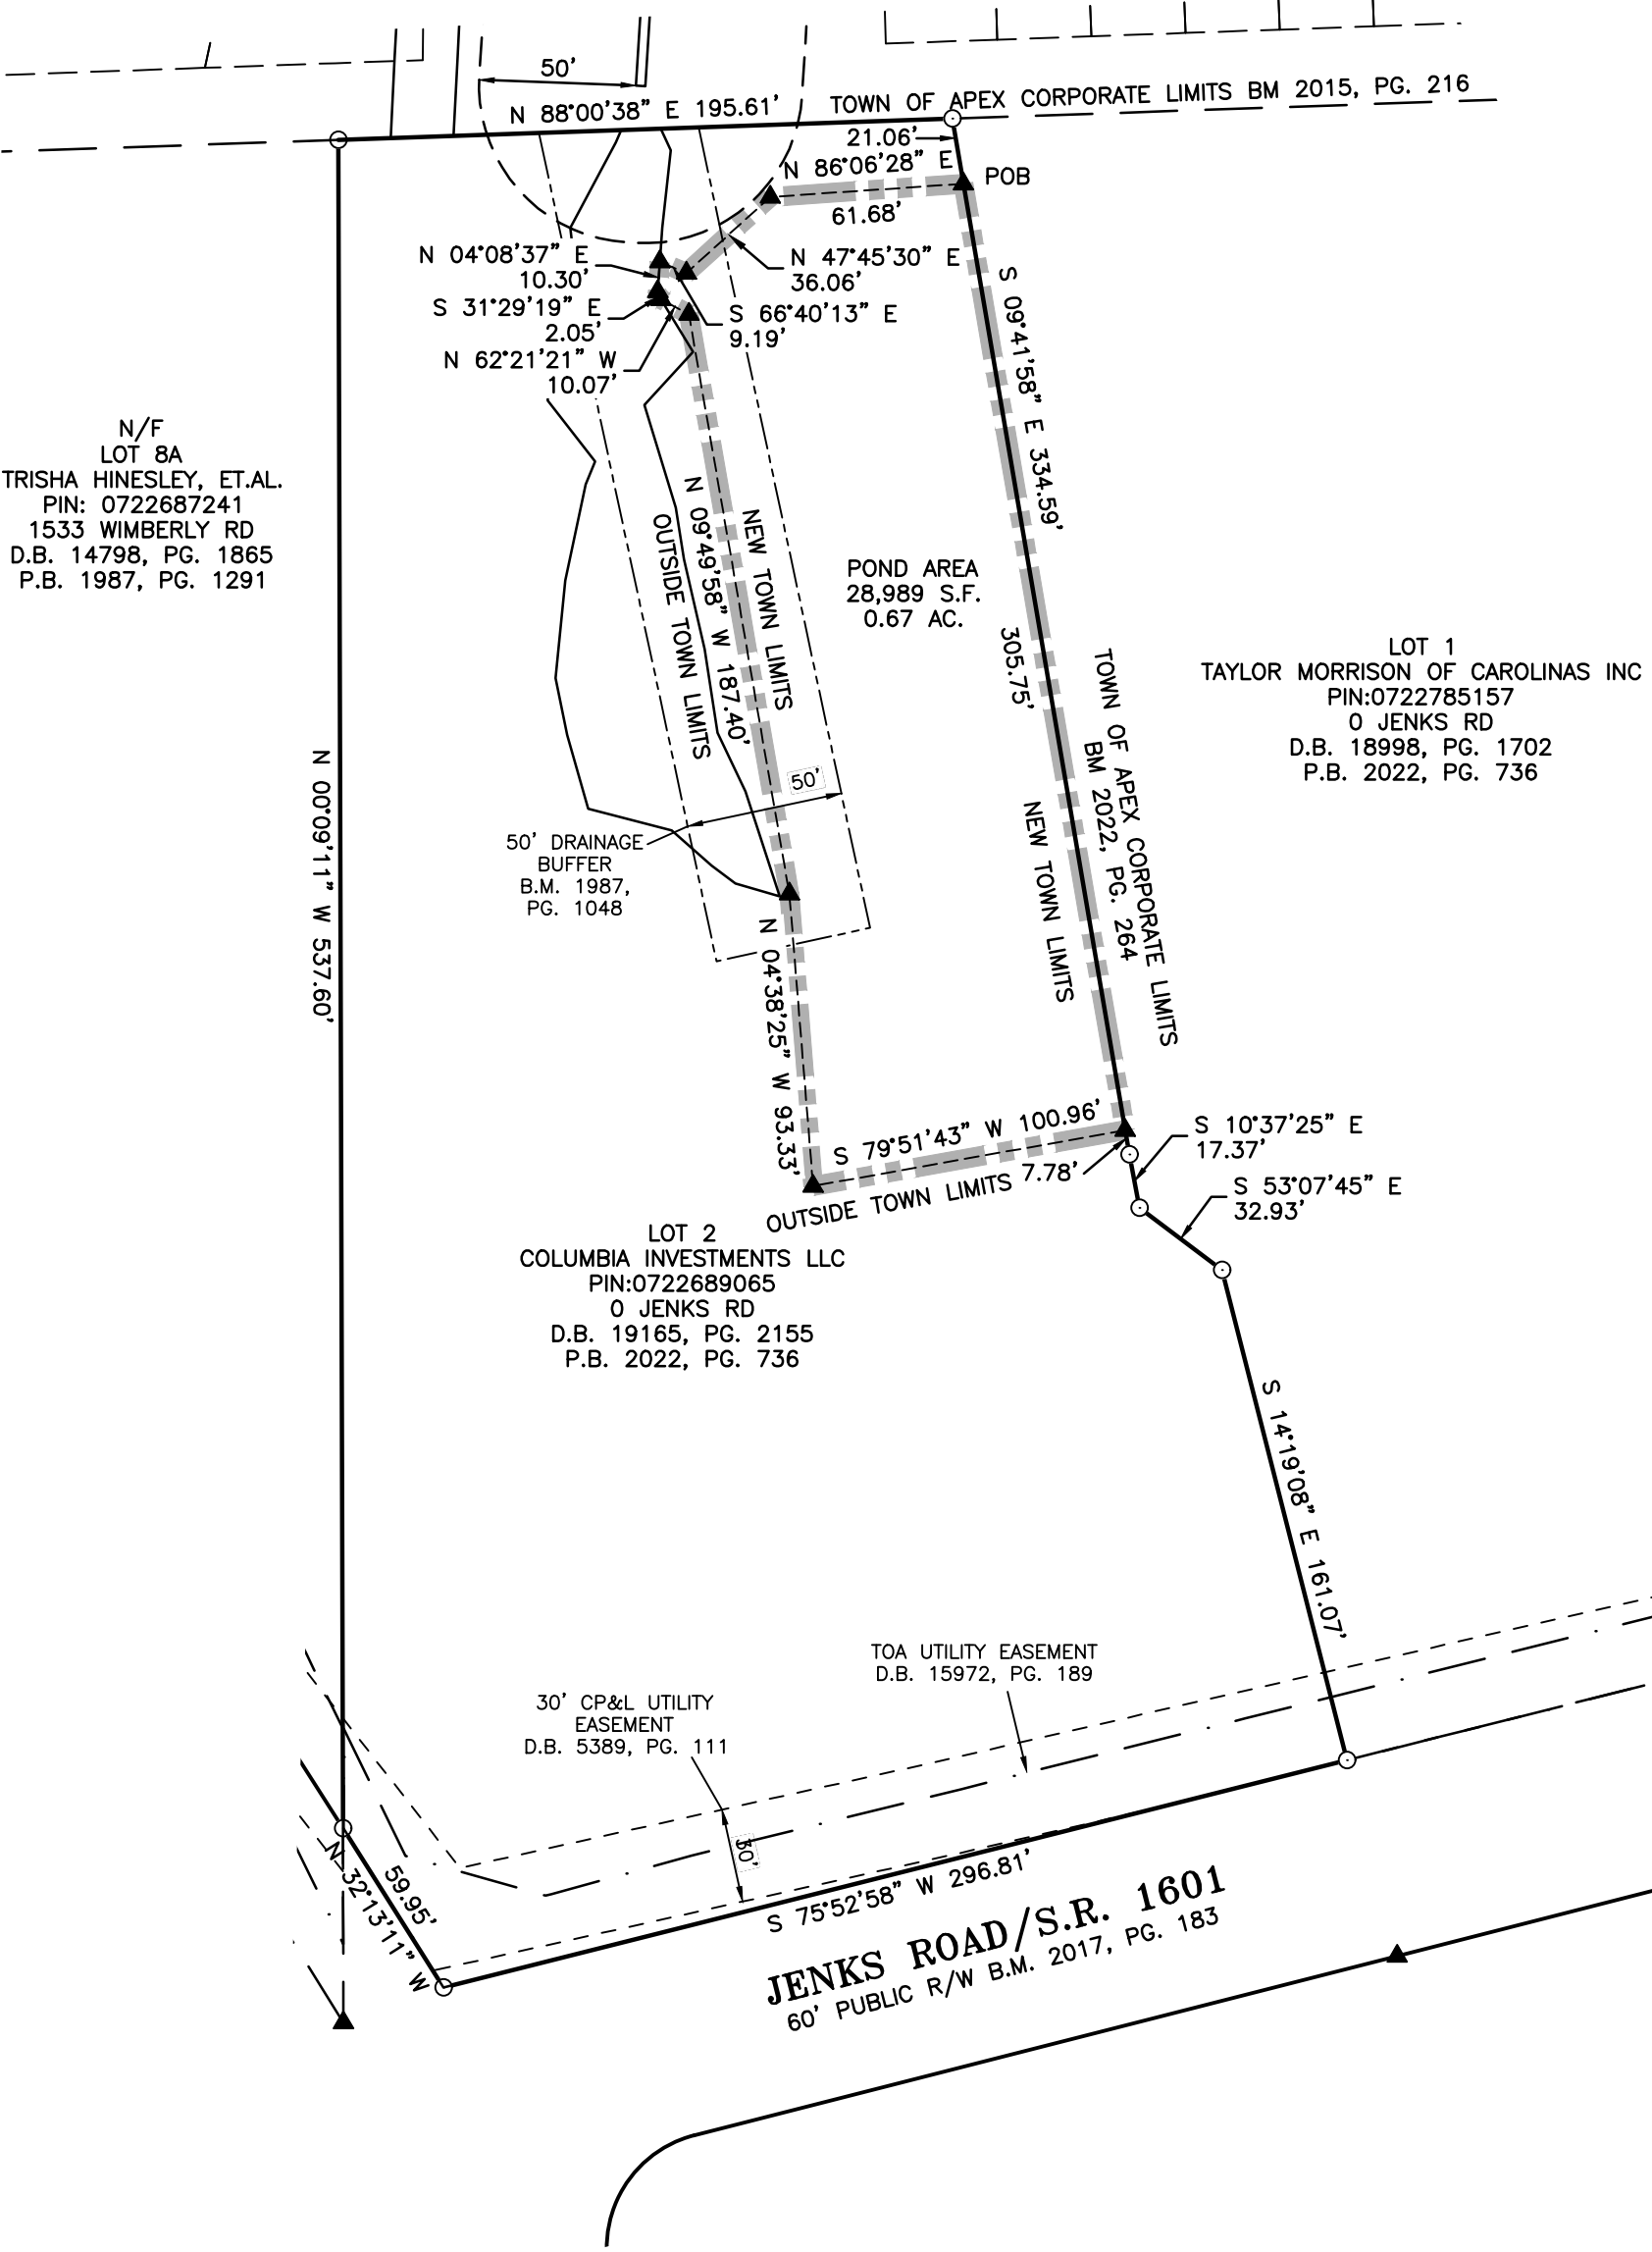 50'
N 88°00'38" E 195.61'
TOWN OF APEX CORPORATE LIMITS BM 2015, PG. 216
21.06'
N 86°06'28" E
61.68'
POB
N 04°08'37" E
10.30'
S 31°29'19" E
2.05'
N 62°21'21" W
10.07'
N 47°45'30" E
36.06'
S 66°40'13" E
9.19'
S 09°41'58" E 334.59'
N/F
LOT 8A
TRISHA HINESLEY, ET.AL.
PIN: 0722687241
1533 WIMBERLY RD
D.B. 14798, PG. 1865
P.B. 1987, PG. 1291
N 09°49'58" W 187.40'
NEW TOWN LIMITS
OUTSIDE TOWN LIMITS
POND AREA
28,989 S.F.
0.67 AC.
305.75'
TOWN OF APEX CORPORATE LIMITS
BM 2022, PG. 264
NEW TOWN LIMITS
LOT 1
TAYLOR MORRISON OF CAROLINAS INC
PIN:0722785157
0 JENKS RD
D.B. 18998, PG. 1702
P.B. 2022, PG. 736
N 00°09'11" W 537.60'
50'
50' DRAINAGE
BUFFER
B.M. 1987,
PG. 1048
N 04°38'25" W 93.33'
S 79°51'43" W 100.96'
OUTSIDE TOWN LIMITS
7.78'
S 10°37'25" E
17.37'
S 53°07'45" E
32.93'
LOT 2
COLUMBIA INVESTMENTS LLC
PIN:0722689065
0 JENKS RD
D.B. 19165, PG. 2155
P.B. 2022, PG. 736
S 14°19'08" E 161.07'
TOA UTILITY EASEMENT
D.B. 15972, PG. 189
30' CP&L UTILITY
EASEMENT
D.B. 5389, PG. 111
30'
59.95'
N 32°13'11" W
S 75°52'58" W 296.81'
JENKS ROAD/S.R. 1601
60' PUBLIC R/W B.M. 2017, PG. 183